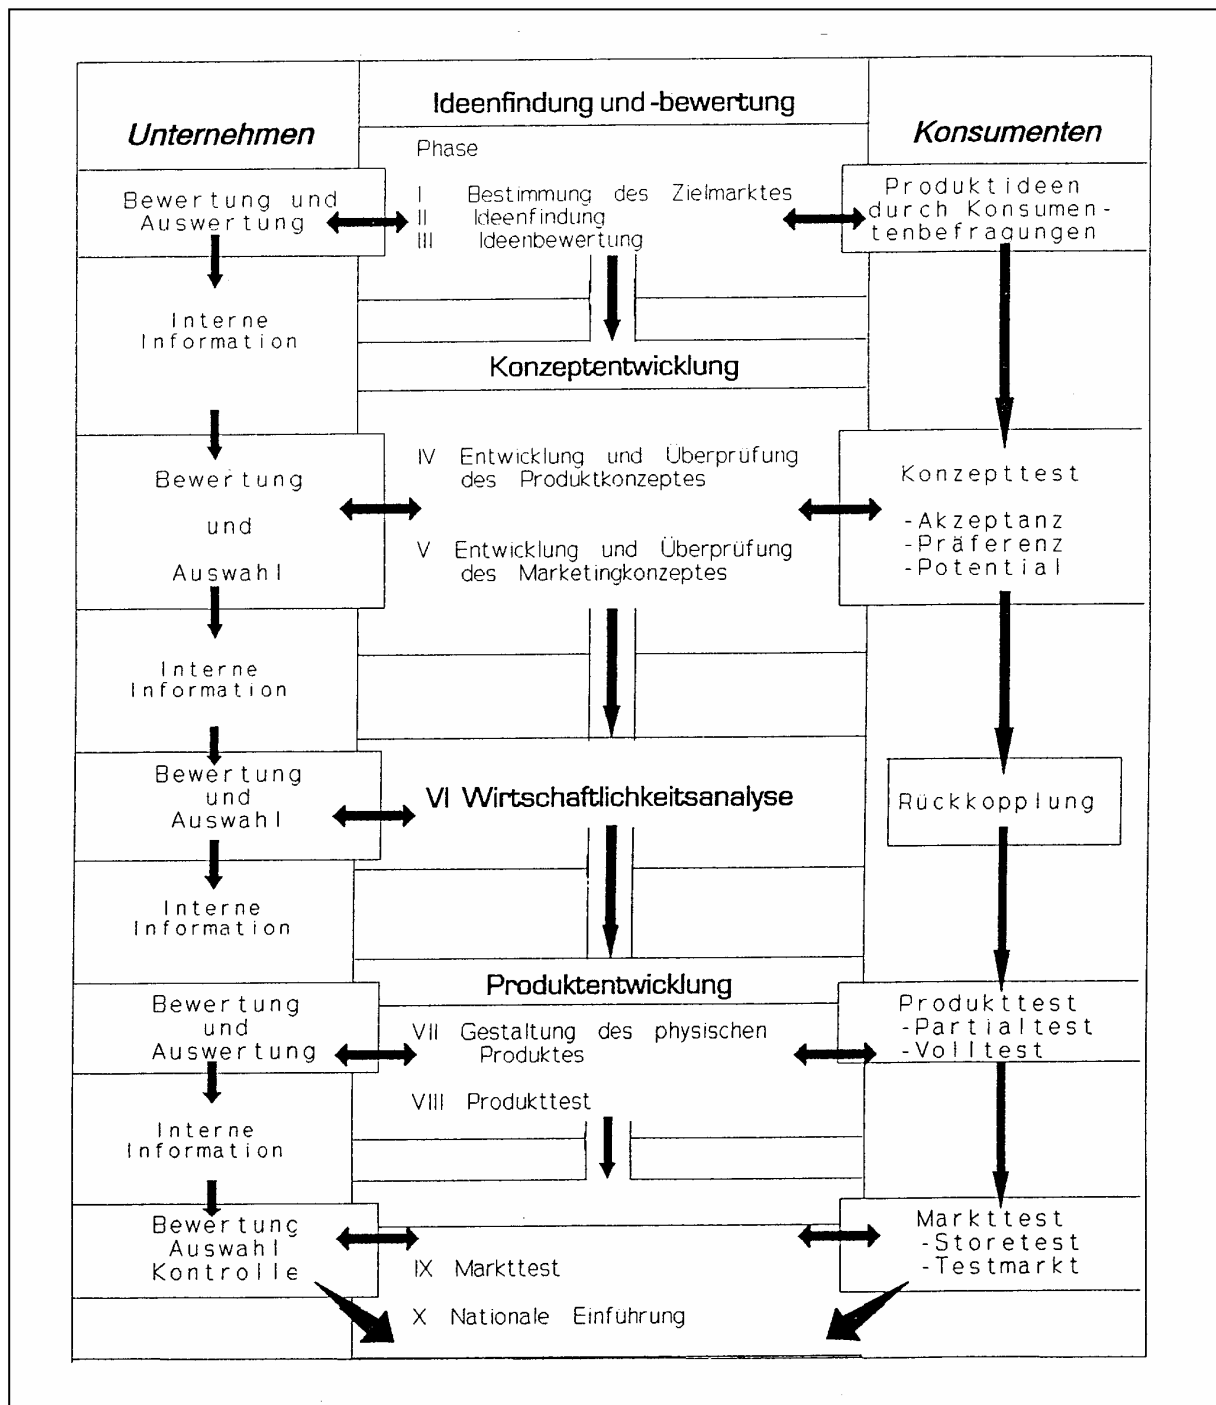 Unternehmen
Bewertung und
Auswertung
Interne
Information
Bewertung
und
Auswahl
Interne
Information
Bewertung
und
Auswahl
Interne
Information
Bewertung
und
Auswertung
Interne
Information
Bewertung
Auswahl
Kontrolle
Ideenfindung und -bewertung
Phase
I Bestimmung des Zielmarktes
II Ideenfindung
III Ideenbewertung
Konzeptentwicklung
IV Entwicklung und Überprüfung
des Produktkonzeptes
V Entwicklung und Überprüfung
des Marketingkonzeptes
VI Wirtschaftlichkeitsanalyse
Produktentwicklung
VII Gestaltung des physischen
Produktes
VIII Produkttest
IX Markttest
X Nationale Einführung
Konsumenten
Produktideen
durch Konsumen-
tenbefragungen
Konzepttest
-Akzeptanz
-Präferenz
-Potential
Rückkopplung
Produkttest
-Partialtest
-Volltest
Markttest
-Storetest
-Testmarkt